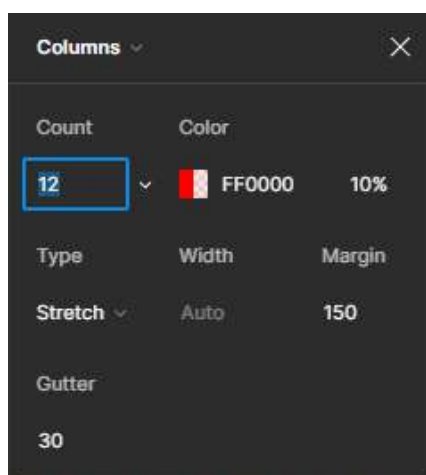 Columns
Count Color
12 FF0000 10%
Type Width Margin
Stretch Auto 150
Gutter
30